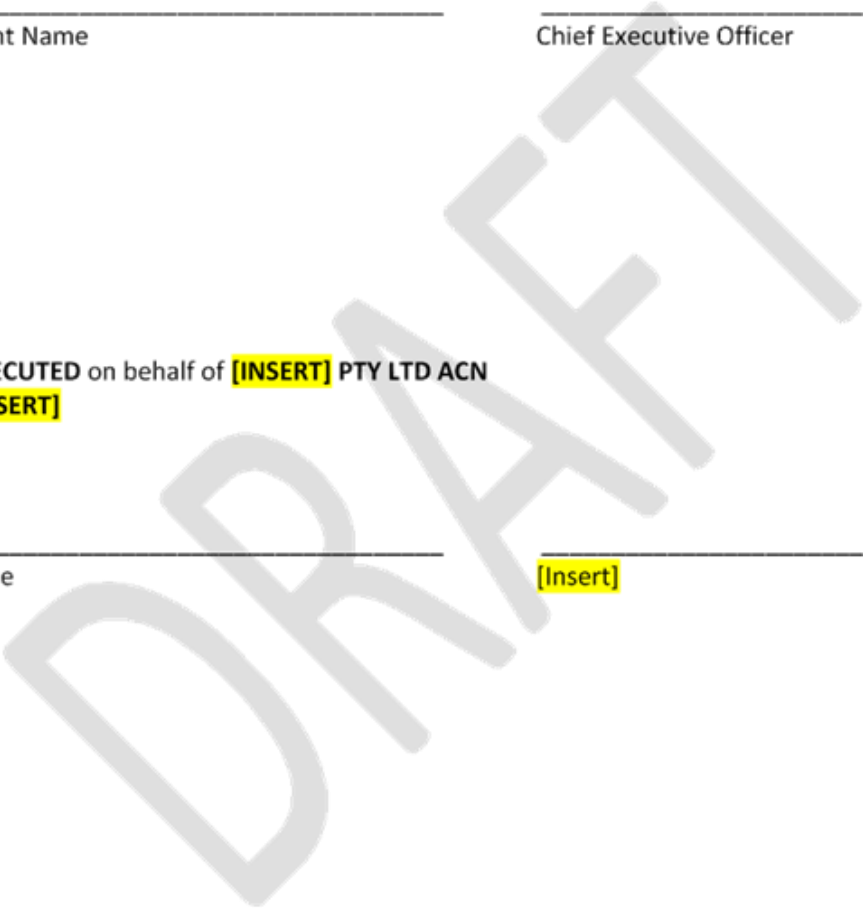 nt Name Chief Executive Officer
ECUTED on behalf of [INSERT] PTY LTD ACN
SERT]
e [Insert]
DRAFT